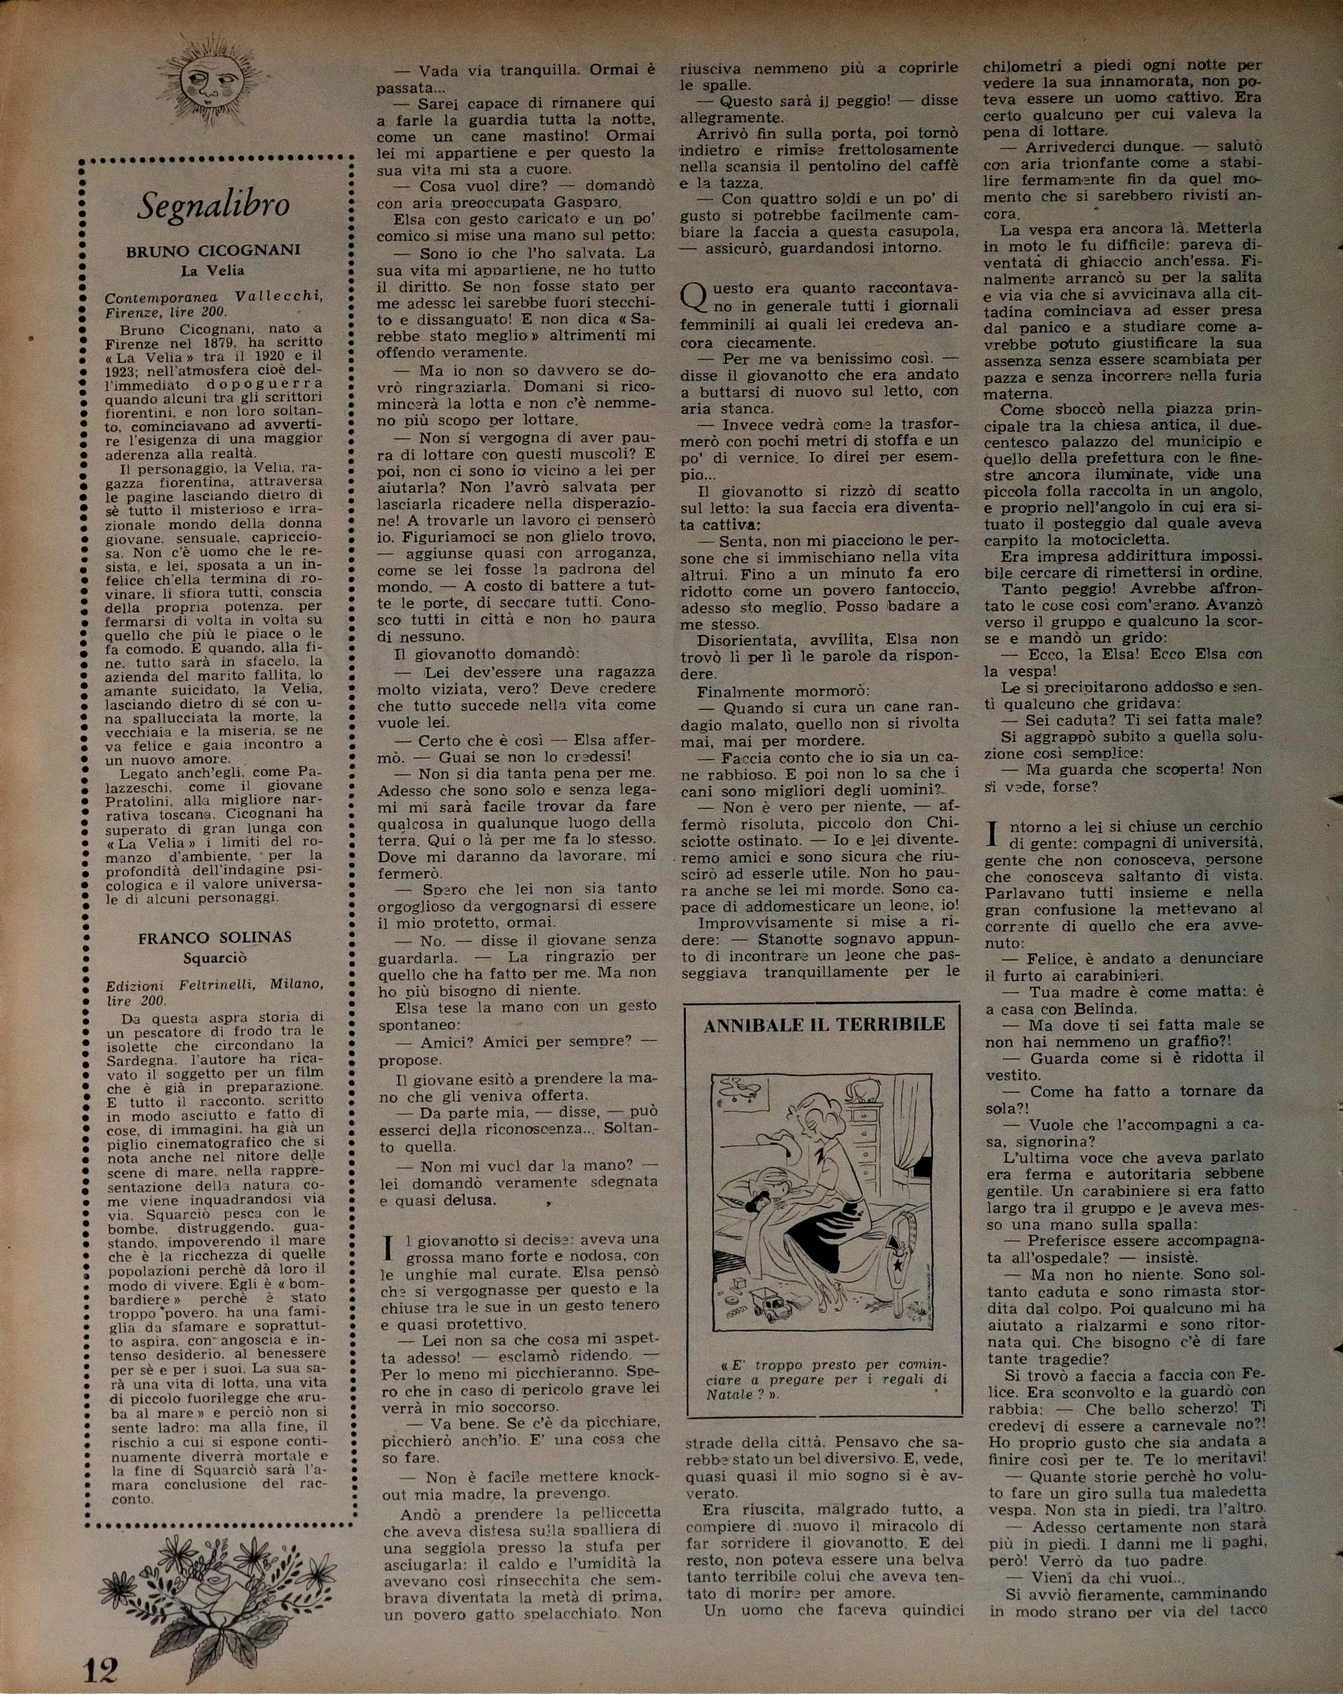 Segnalibro
BRUNO CICOGNANI
La Velia
Contemporanea Vallecchi,
Firenze, lire 200.
Bruno Cicognani, nato a
Firenze nel 1879, ha scritto
« La Velia » tra il 1920 e il
1923; nell'atmosfera cioè del-
l'immediato dopoguerra
quando alcuni tra gli scrittori
fiorentini, e non loro soltan-
to, cominciavano ad avverti-
re l'esigenza di una maggior
aderenza alla realtà.
Il personaggio, la Velia, ra-
gazza fiorentina, attraversa
le pagine lasciando dietro di
sè tutto il misterioso e irra-
zionale mondo della donna
giovane, sensuale, capriccio-
sa. Non c'è uomo che le re-
sista, e lei, sposata a un in-
felice ch'ella termina di ro-
vinare, li sfiora tutti, conscia
della propria potenza, per
fermarsi di volta in volta su
quello che più le piace o le
fa comodo. E quando, alla fi-
ne, tutto sarà in sfacelo, la
azienda del marito fallita, lo
amante suicidato, la Velia,
lasciando dietro di sé con u-
na spallucciata la morte, la
vecchiaia e la miseria, se ne
va felice e gaia incontro a
un nuovo amore.
Legato anch'egli, come Pa-
lazzeschi, come il giovane
Pratolini, alla migliore nar-
rativa toscana, Cicognani ha
superato di gran lunga con
« La Velia » i limiti del ro-
manzo d'ambiente, per la
profondità dell'indagine psi-
cologica e il valore universa-
le di alcuni personaggi.
FRANCO SOLINAS
Squarciò
Edizioni Feltrinelli, Milano,
lire 200.
Da questa aspra storia di
un pescatore di frodo tra le
isolette che circondano la
Sardegna, l'autore ha rica-
vato il soggetto per un film
che è già in preparazione.
E tutto il racconto, scritto
in modo asciutto e fatto di
cose, di immagini, ha già un
piglio cinematografico che si
nota anche nel nitore delle
scene di mare, nella rappre-
sentazione della natura co-
me viene inquadrandosi via
via. Squarciò pesca con le
bombe, distruggendo, gua-
stando, impoverendo il mare
che è la ricchezza di quelle
popolazioni perchè dà loro il
modo di vivere. Egli è « bom-
bardiere » perchè è stato
troppo povero, ha una fami-
glia da sfamare e soprattut-
to aspira, con angoscia e in-
tenso desiderio, al benessere
per sè e per i suoi. La sua sa-
rà una vita di lotta, una vita
di piccolo fuorilegge che «ru-
ba al mare» e perciò non si
sente ladro; ma alla fine, il
rischio a cui si espone conti-
nuamente diverrà mortale e
la fine di Squarciò sarà l'a-
mara conclusione del rac-
conto.
12
— Vada via tranquilla. Ormai è
passata...
— Sarei capace di rimanere qui
a farle la guardia tutta la notte,
come un cane mastino! Ormai
lei mi appartiene e per questo la
sua vita mi sta a cuore.
— Cosa vuol dire? — domandò
con aria preoccupata Gasparo.
Elsa con gesto caricato e un po'
comico si mise una mano sul petto:
— Sono io che l'ho salvata. La
sua vita mi appartiene, ne ho tutto
il diritto. Se non fosse stato per
me adesso lei sarebbe fuori stecchi-
to e dissanguato! E non dica « Sa-
rebbe stato meglio » altrimenti mi
offendo veramente.
— Ma io non so davvero se do-
vrò ringraziarla. Domani si rico-
mincerà la lotta e non c'è nemme-
no più scopo per lottare.
— Non si vergogna di aver pau-
ra di lottare con questi muscoli? E
poi, non ci sono io vicino a lei per
aiutarla? Non l'avrò salvata per
lasciarla ricadere nella disperazio-
ne! A trovarle un lavoro ci penserò
io. Figuriamoci se non glielo trovo,
— aggiunse quasi con arroganza,
come se lei fosse la padrona del
mondo. — A costo di battere a tut-
te le porte, di seccare tutti. Cono-
sco tutti in città e non ho paura
di nessuno.
Il giovanotto domandò:
— Lei dev'essere una ragazza
molto viziata, vero? Deve credere
che tutto succede nella vita come
vuole lei.
— Certo che è così — Elsa affer-
mò. — Guai se non lo credessi!
— Non si dia tanta pena per me.
Adesso che sono solo e senza lega-
mi mi sarà facile trovar da fare
qualcosa in qualunque luogo della
terra. Qui o là per me fa lo stesso.
Dove mi daranno da lavorare, mi
fermerò.
— Spero che lei non sia tanto
orgoglioso da vergognarsi di essere
il mio protetto, ormai.
— No. — disse il giovane senza
guardarla. — La ringrazio per
quello che ha fatto per me. Ma non
ho più bisogno di niente.
Elsa tese la mano con un gesto
spontaneo:
— Amici? Amici per sempre? —
propose.
Il giovane esitò a prendere la ma-
no che gli veniva offerta.
— Da parte mia, — disse, — può
esserci della riconoscenza... Soltan-
to quella.
— Non mi vuol dar la mano? —
lei domandò veramente sdegnata
e quasi delusa.
Il giovanotto si decise: aveva una
grossa mano forte e nodosa, con
le unghie mal curate. Elsa pensò
che si vergognasse per questo e la
chiuse tra le sue in un gesto tenero
e quasi protettivo.
— Lei non sa che cosa mi aspet-
ta adesso! — esclamò ridendo. —
Per lo meno mi picchieranno. Spe-
ro che in caso di pericolo grave lei
verrà in mio soccorso.
— Va bene. Se c'è da picchiare,
picchierò anch'io. E' una cosa che
so fare.
— Non è facile mettere knock-
out mia madre, la prevengo.
Andò a prendere la pelliccetta
che aveva distesa sulla spalliera di
una seggiola presso la stufa per
asciugarla: il caldo e l'umidità la
avevano così rinsecchita che sem-
brava diventata la metà di prima,
un povero gatto spelacchiato. Non
riusciva nemmeno più a coprirle
le spalle.
— Questo sarà il peggio! — disse
allegramente.
Arrivò fin sulla porta, poi tornò
indietro e rimise frettolosamente
nella scansia il pentolino del caffè
e la tazza.
— Con quattro soldi e un po' di
gusto si potrebbe facilmente cam-
biare la faccia a questa casupola,
— assicurò, guardandosi intorno.
Questo era quanto raccontava-
no in generale tutti i giornali
femminili ai quali lei credeva an-
cora ciecamente.
— Per me va benissimo così. —
disse il giovanotto che era andato
a buttarsi di nuovo sul letto, con
aria stanca.
— Invece vedrà come la trasfor-
merò con pochi metri di stoffa e un
po' di vernice. Io direi per esem-
pio...
Il giovanotto si rizzò di scatto
sul letto: la sua faccia era diventa-
ta cattiva:
— Senta, non mi piacciono le per-
sone che si immischiano nella vita
altrui. Fino a un minuto fa ero
ridotto come un povero fantoccio,
adesso sto meglio. Posso badare a
me stesso.
Disorientata, avvilita, Elsa non
trovò lì per lì le parole da rispon-
dere.
Finalmente mormorò:
— Quando si cura un cane ran-
dagio malato, quello non si rivolta
mai, mai per mordere.
— Faccia conto che io sia un ca-
ne rabbioso. E poi non lo sa che i
cani sono migliori degli uomini?
— Non è vero per niente, — af-
fermò risoluta, piccolo don Chi-
sciotte ostinato. — Io e lei divente-
remo amici e sono sicura che riu-
scirò ad esserle utile. Non ho pau-
ra anche se lei mi morde. Sono ca-
pace di addomesticare un leone, io!
Improvvisamente si mise a ri-
dere: — Stanotte sognavo appun-
to di incontrare un leone che pas-
seggiava tranquillamente per le
ANNIBALE IL TERRIBILE
« E' troppo presto per comin-
ciare a pregare per i regali di
Natale ? ».
strade della città. Pensavo che sa-
rebbe stato un bel diversivo. E, vede,
quasi quasi il mio sogno si è av-
verato.
Era riuscita, malgrado tutto, a
compiere di nuovo il miracolo di
far sorridere il giovanotto. E del
resto, non poteva essere una belva
tanto terribile colui che aveva ten-
tato di morire per amore.
Un uomo che faceva quindici
chilometri a piedi ogni notte per
vedere la sua innamorata, non po-
teva essere un uomo cattivo. Era
certo qualcuno per cui valeva la
pena di lottare.
— Arrivederci dunque. — salutò
con aria trionfante come a stabi-
lire fermamente fin da quel mo-
mento che si sarebbero rivisti an-
cora.
La vespa era ancora là. Metterla
in moto le fu difficile: pareva di-
ventata di ghiaccio anch'essa. Fi-
nalmente arrancò su per la salita
e via via che si avvicinava alla cit-
tadina cominciava ad esser presa
dal panico e a studiare come a-
vrebbe potuto giustificare la sua
assenza senza essere scambiata per
pazza e senza incorrere nella furia
materna.
Come sboccò nella piazza prin-
cipale tra la chiesa antica, il due-
centesco palazzo del municipio e
quello della prefettura con le fine-
stre ancora iluminate, vide una
piccola folla raccolta in un angolo,
e proprio nell'angolo in cui era si-
tuato il posteggio dal quale aveva
carpito la motocicletta.
Era impresa addirittura impossi-
bile cercare di rimettersi in ordine.
Tanto peggio! Avrebbe affron-
tato le cose così com'erano. Avanzò
verso il gruppo e qualcuno la scor-
se e mandò un grido:
— Ecco, la Elsa! Ecco Elsa con
la vespa!
Le si precipitarono addosso e sen-
tì qualcuno che gridava:
— Sei caduta? Ti sei fatta male?
Si aggrappò subito a quella solu-
zione così semplice:
— Ma guarda che scoperta! Non
si vede, forse?
Intorno a lei si chiuse un cerchio
di gente: compagni di università,
gente che non conosceva, persone
che conosceva saltanto di vista.
Parlavano tutti insieme e nella
gran confusione la mettevano al
corrente di quello che era avve-
nuto:
— Felice, è andato a denunciare
il furto ai carabinieri.
— Tua madre è come matta: è
a casa con Belinda.
— Ma dove ti sei fatta male se
non hai nemmeno un graffio?!
— Guarda come si è ridotta il
vestito.
— Come ha fatto a tornare da
sola?!
— Vuole che l'accompagni a ca-
sa, signorina?
L'ultima voce che aveva parlato
era ferma e autoritaria sebbene
gentile. Un carabiniere si era fatto
largo tra il gruppo e le aveva mes-
so una mano sulla spalla:
— Preferisce essere accompagna-
ta all'ospedale? — insistè.
— Ma non ho niente. Sono sol-
tanto caduta e sono rimasta stor-
dita dal colpo. Poi qualcuno mi ha
aiutato a rialzarmi e sono ritor-
nata qui. Che bisogno c'è di fare
tante tragedie?
Si trovò a faccia a faccia con Fe-
lice. Era sconvolto e la guardò con
rabbia: — Che bello scherzo! Ti
credevi di essere a carnevale no?!
Ho proprio gusto che sia andata a
finire così per te. Te lo meritavi!
— Quante storie perchè ho volu-
to fare un giro sulla tua maledetta
vespa. Non sta in piedi, tra l'altro.
— Adesso certamente non starà
più in piedi. I danni me li paghi,
però! Verrò da tuo padre.
— Vieni da chi vuoi...
Si avviò fieramente, camminando
in modo strano per via del tacco